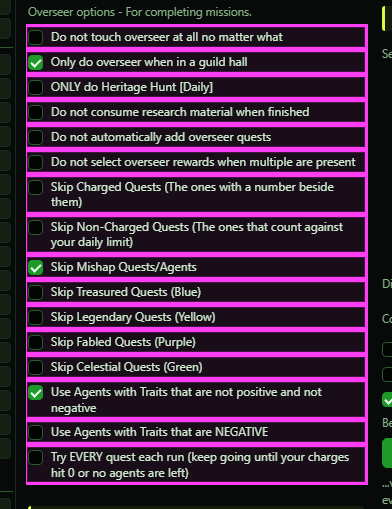 Overseer options - For completing missions.
Do not touch overseer at all no matter what
Only do overseer when in a guild hall
ONLY do Heritage Hunt [Daily]
Do not consume research material when finished
Do not automatically add overseer quests
Do not select overseer rewards when multiple are present
Skip Charged Quests (The ones with a number beside
them)
Skip Non-Charged Quests (The ones that count against
your daily limit)
Skip Mishap Quests/Agents
Skip Treasured Quests (Blue)
Skip Legendary Quests (Yellow)
Skip Fabled Quests (Purple)
Skip Celestial Quests (Green)
Use Agents with Traits that are not positive and not
negative
Use Agents with Traits that are NEGATIVE
Try EVERY quest each run (keep going until your charges
hit 0 or no agents are left)